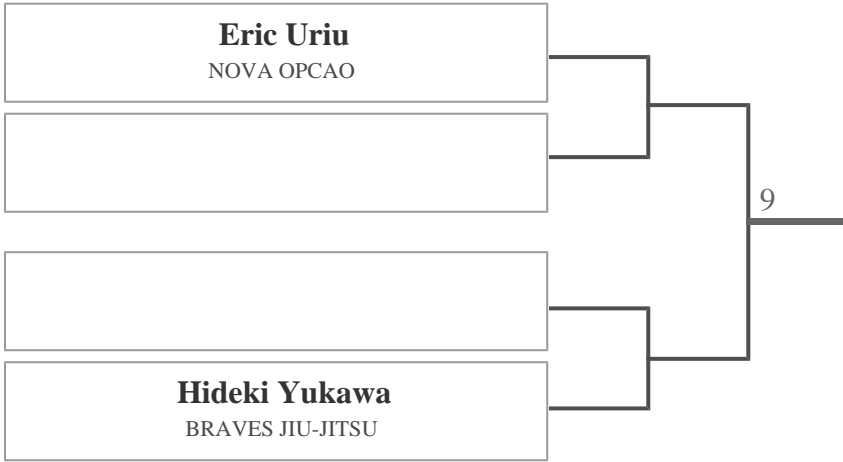 Eric Uriu
NOVA OPCAO
9
Hideki Yukawa
BRAVES JIU-JITSU